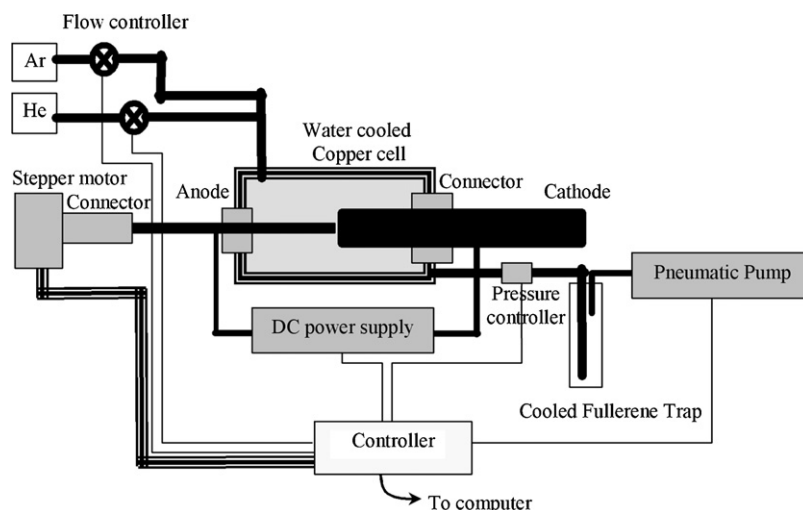 Flow controller
Ar
He
Water cooled
Copper cell
Stepper motor
Connector
Anode
Connector
Cathode
Pneumatic Pump
Pressure
controller
DC power supply
Cooled Fullerene Trap
Controller
To computer